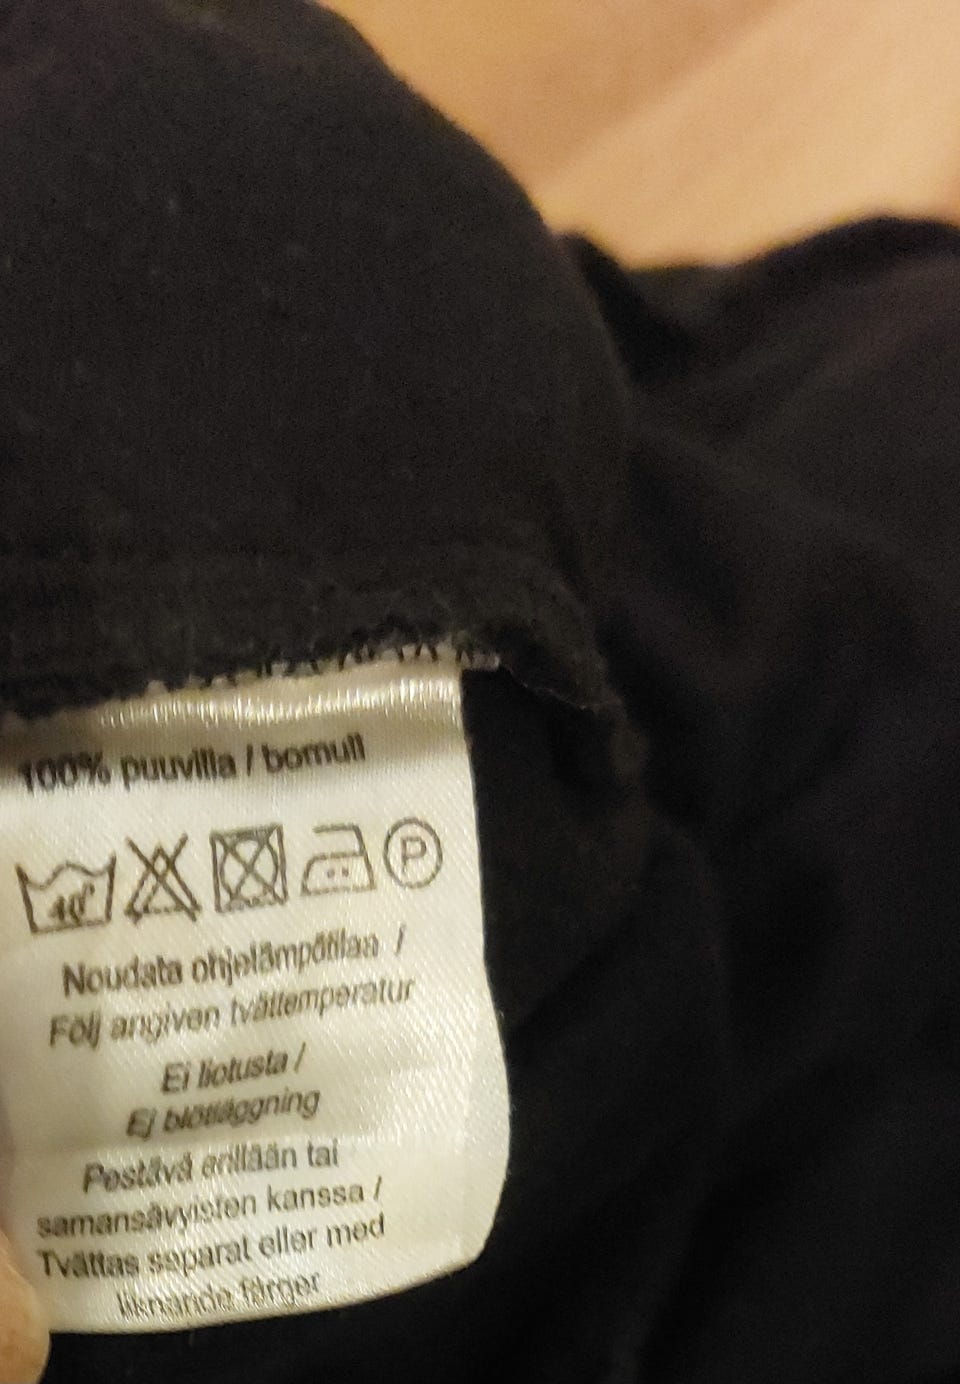 100% puuvilla / bomull
40° P
Noudata ohjelämpötilaa /
Följ angiven tvättemperatur
Ei liotusta /
Ej blötläggning
Pestävä erillään tai
samansävyisten kanssa /
Tvättas separat eller med
liknande färger